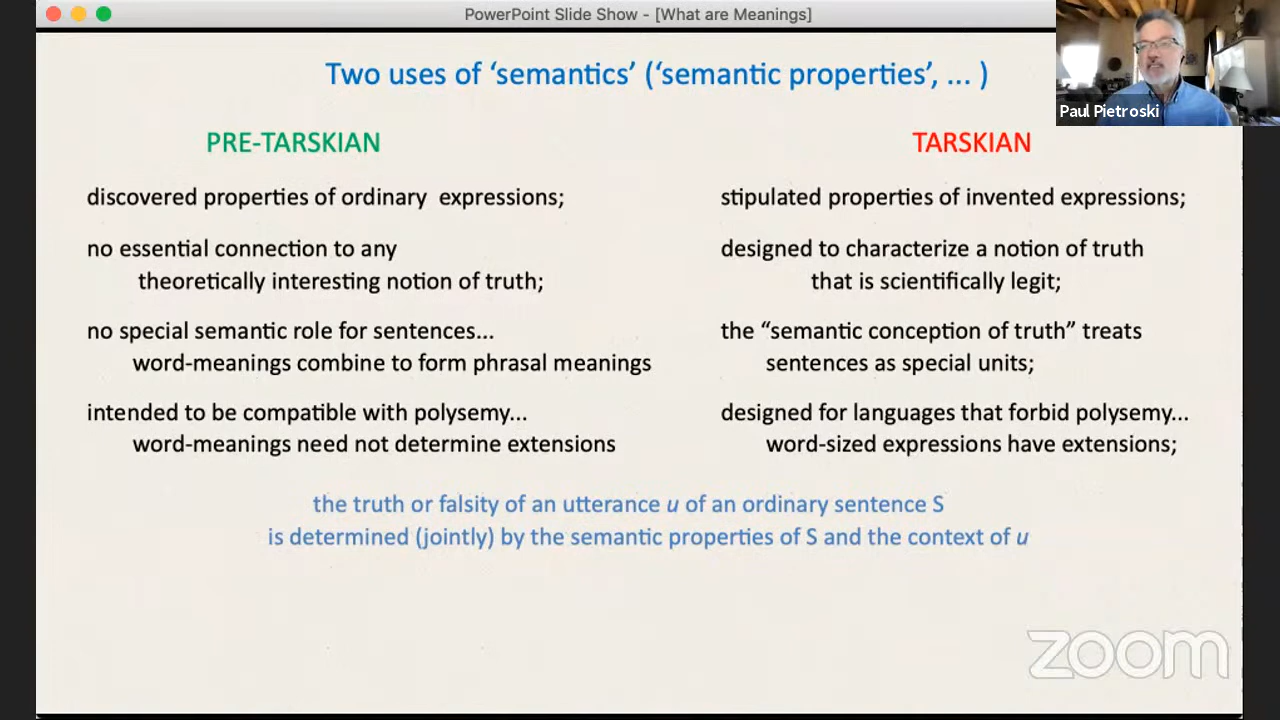 PowerPoint Slide Show - [What are Meanings]
Two uses of ‘semantics’ (‘semantic properties’, ... )
Paul Pietroski
PRE-TARSKIAN
discovered properties of ordinary expressions;
no essential connection to any
theoretically interesting notion of truth;
no special semantic role for sentences...
word-meanings combine to form phrasal meanings
intended to be compatible with polysemy...
word-meanings need not determine extensions
TARSKIAN
stipulated properties of invented expressions;
designed to characterize a notion of truth
that is scientifically legit;
the “semantic conception of truth” treats
sentences as special units;
designed for languages that forbid polysemy...
word-sized expressions have extensions;
the truth or falsity of an utterance u of an ordinary sentence S
is determined (jointly) by the semantic properties of S and the context of u
zoom